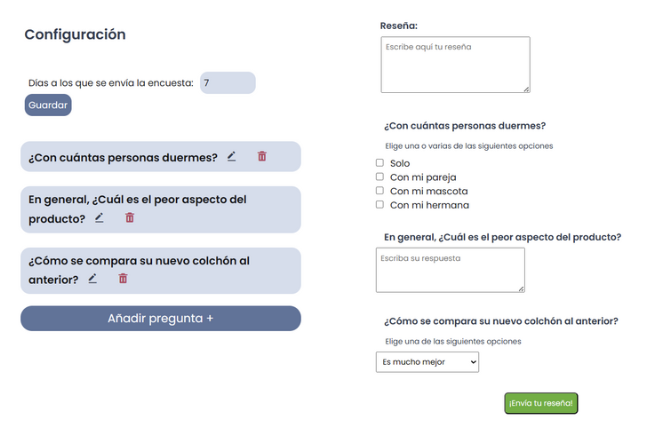 Configuración
Dias a los que se envía la encuesta: 7
Guardar
¿Con cuántas personas duermes?
En general, ¿Cuál es el peor aspecto del
producto?
¿Cómo se compara su nuevo colchón al
anterior?
Añadir pregunta +
Reseña:
Escribe aquí tu reseña
¿Con cuántas personas duermes?
Elige una o varias de las siguientes opciones
Solo
Con mi pareja
Con mi mascota
Con mi hermana
En general, ¿Cuál es el peor aspecto del producto?
Escriba su respuesta
¿Cómo se compara su nuevo colchón al anterior?
Elige una de las siguientes opciones
Es mucho mejor
¡Envía tu reseña!